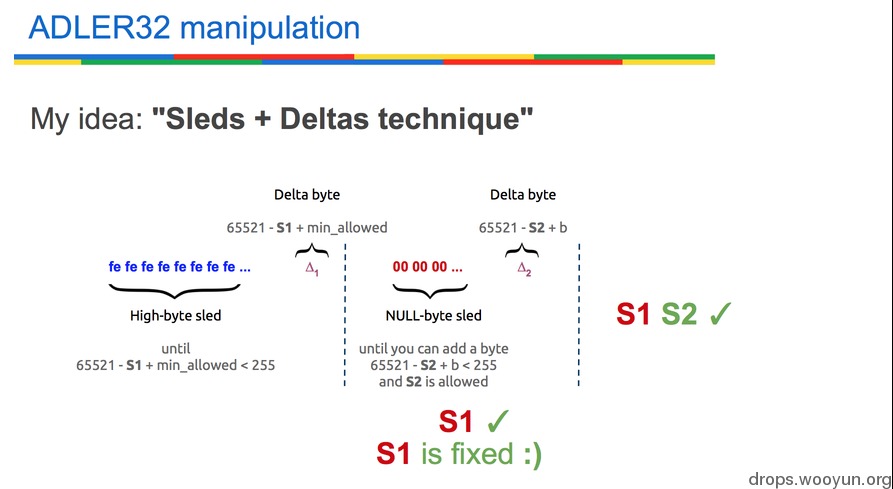 ADLER32 manipulation
My idea: "Sleds + Deltas technique"
Delta byte
Delta byte
65521 - S1 + min_allowed
65521 - S2 + b
fe fe fe fe fe fe fe fe ...
Δ1
00 00 00 ...
Δ2
High-byte sled
NULL-byte sled
until
65521 - S1 + min_allowed < 255
until you can add a byte
65521 - S2 + b < 255
and S2 is allowed
S1 S2 ✓
S1 ✓
S1 is fixed :)
drops.wooyun.org